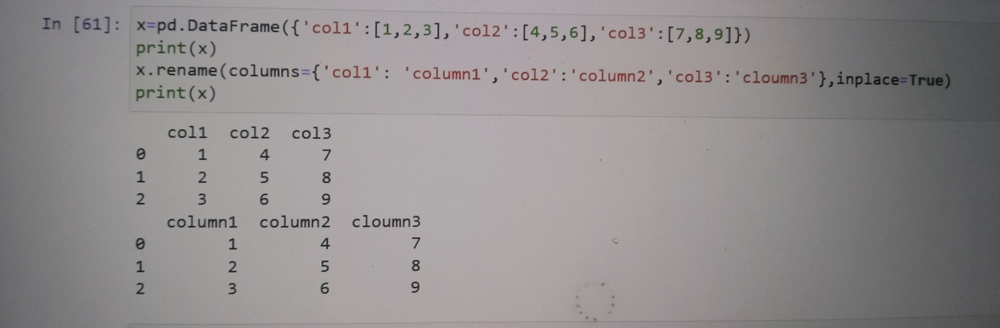 In [61]: x=pd.DataFrame({'col1':[1,2,3],'col2':[4,5,6],'col3':[7,8,9]})
print(x)
x.rename(columns={'col1': 'column1','col2':'column2','col3':'cloumn3'},inplace=True)
print(x)
col1 col2 col3
0 1 4 7
1 2 5 8
2 3 6 9
column1 column2 cloumn3
0 1 4 7
1 2 5 8
2 3 6 9